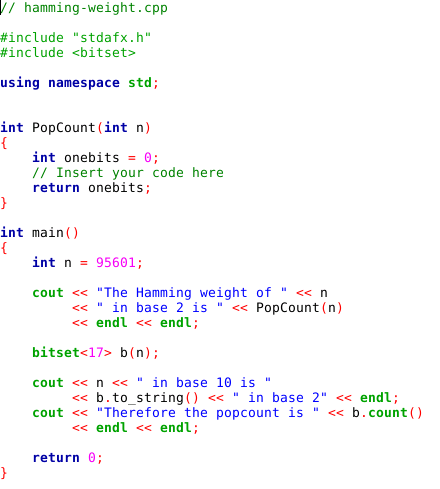 // hamming-weight.cpp
#include "stdafx.h"
#include <bitset>
using namespace std;
int PopCount(int n)
{
    int onebits = 0;
    // Insert your code here
    return onebits;
}
int main()
{
    int n = 95601;
    cout << "The Hamming weight of " << n
         << " in base 2 is " << PopCount(n)
         << endl << endl;
    bitset<17> b(n);
    cout << n << " in base 10 is "
         << b.to_string() << " in base 2" << endl;
    cout << "Therefore the popcount is " << b.count()
         << endl << endl;
    return 0;
}